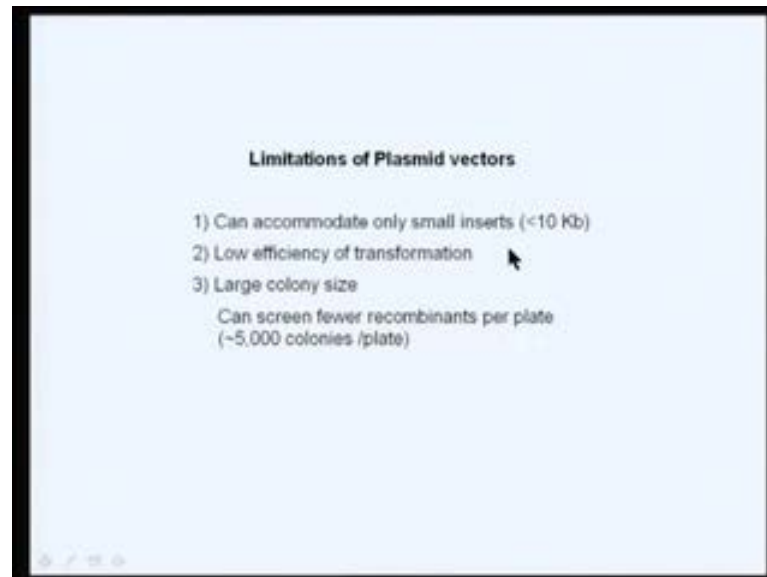 Limitations of Plasmid vectors
1) Can accommodate only small inserts (<10 Kb)
2) Low efficiency of transformation
3) Large colony size
Can screen fewer recombinants per plate
(~5,000 colonies /plate)